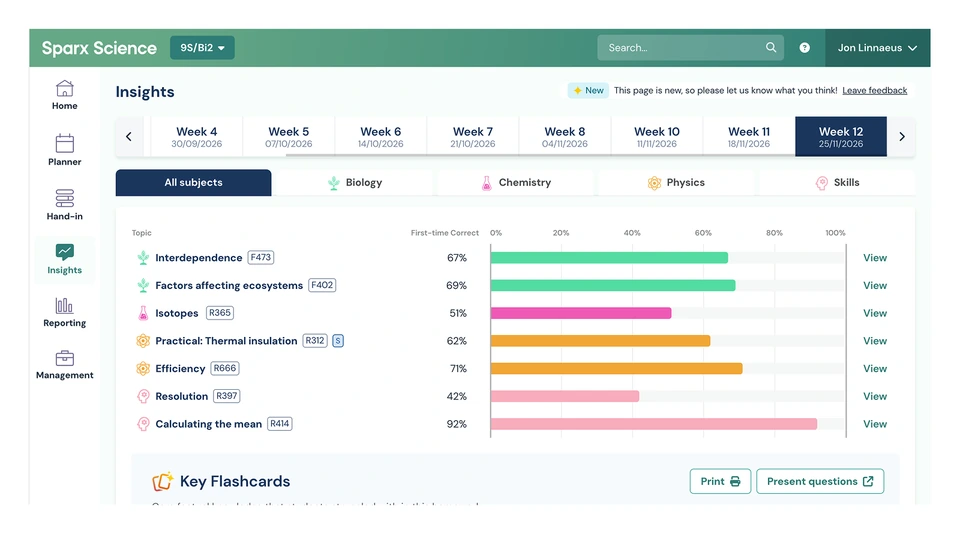 Sparx Science
9S/Bi2
Search...
?
Jon Linnaeus
Home
Planner
Hand-in
Insights
Reporting
Management
Insights
New
This page is new, so please let us know what you think! Leave feedback
Week 4
30/09/2026
Week 5
07/10/2026
Week 6
14/10/2026
Week 7
21/10/2026
Week 8
04/11/2026
Week 10
11/11/2026
Week 11
18/11/2026
Week 12
25/11/2026
All subjects
Biology
Chemistry
Physics
Skills
Topic First-time Correct 0% 20% 40% 60% 80% 100%
Interdependence F473 67% View
Factors affecting ecosystems F402 69% View
Isotopes R365 51% View
Practical: Thermal insulation R312 S 62% View
Efficiency R666 71% View
Resolution R397 42% View
Calculating the mean R414 92% View
Key Flashcards
Print
Present questions